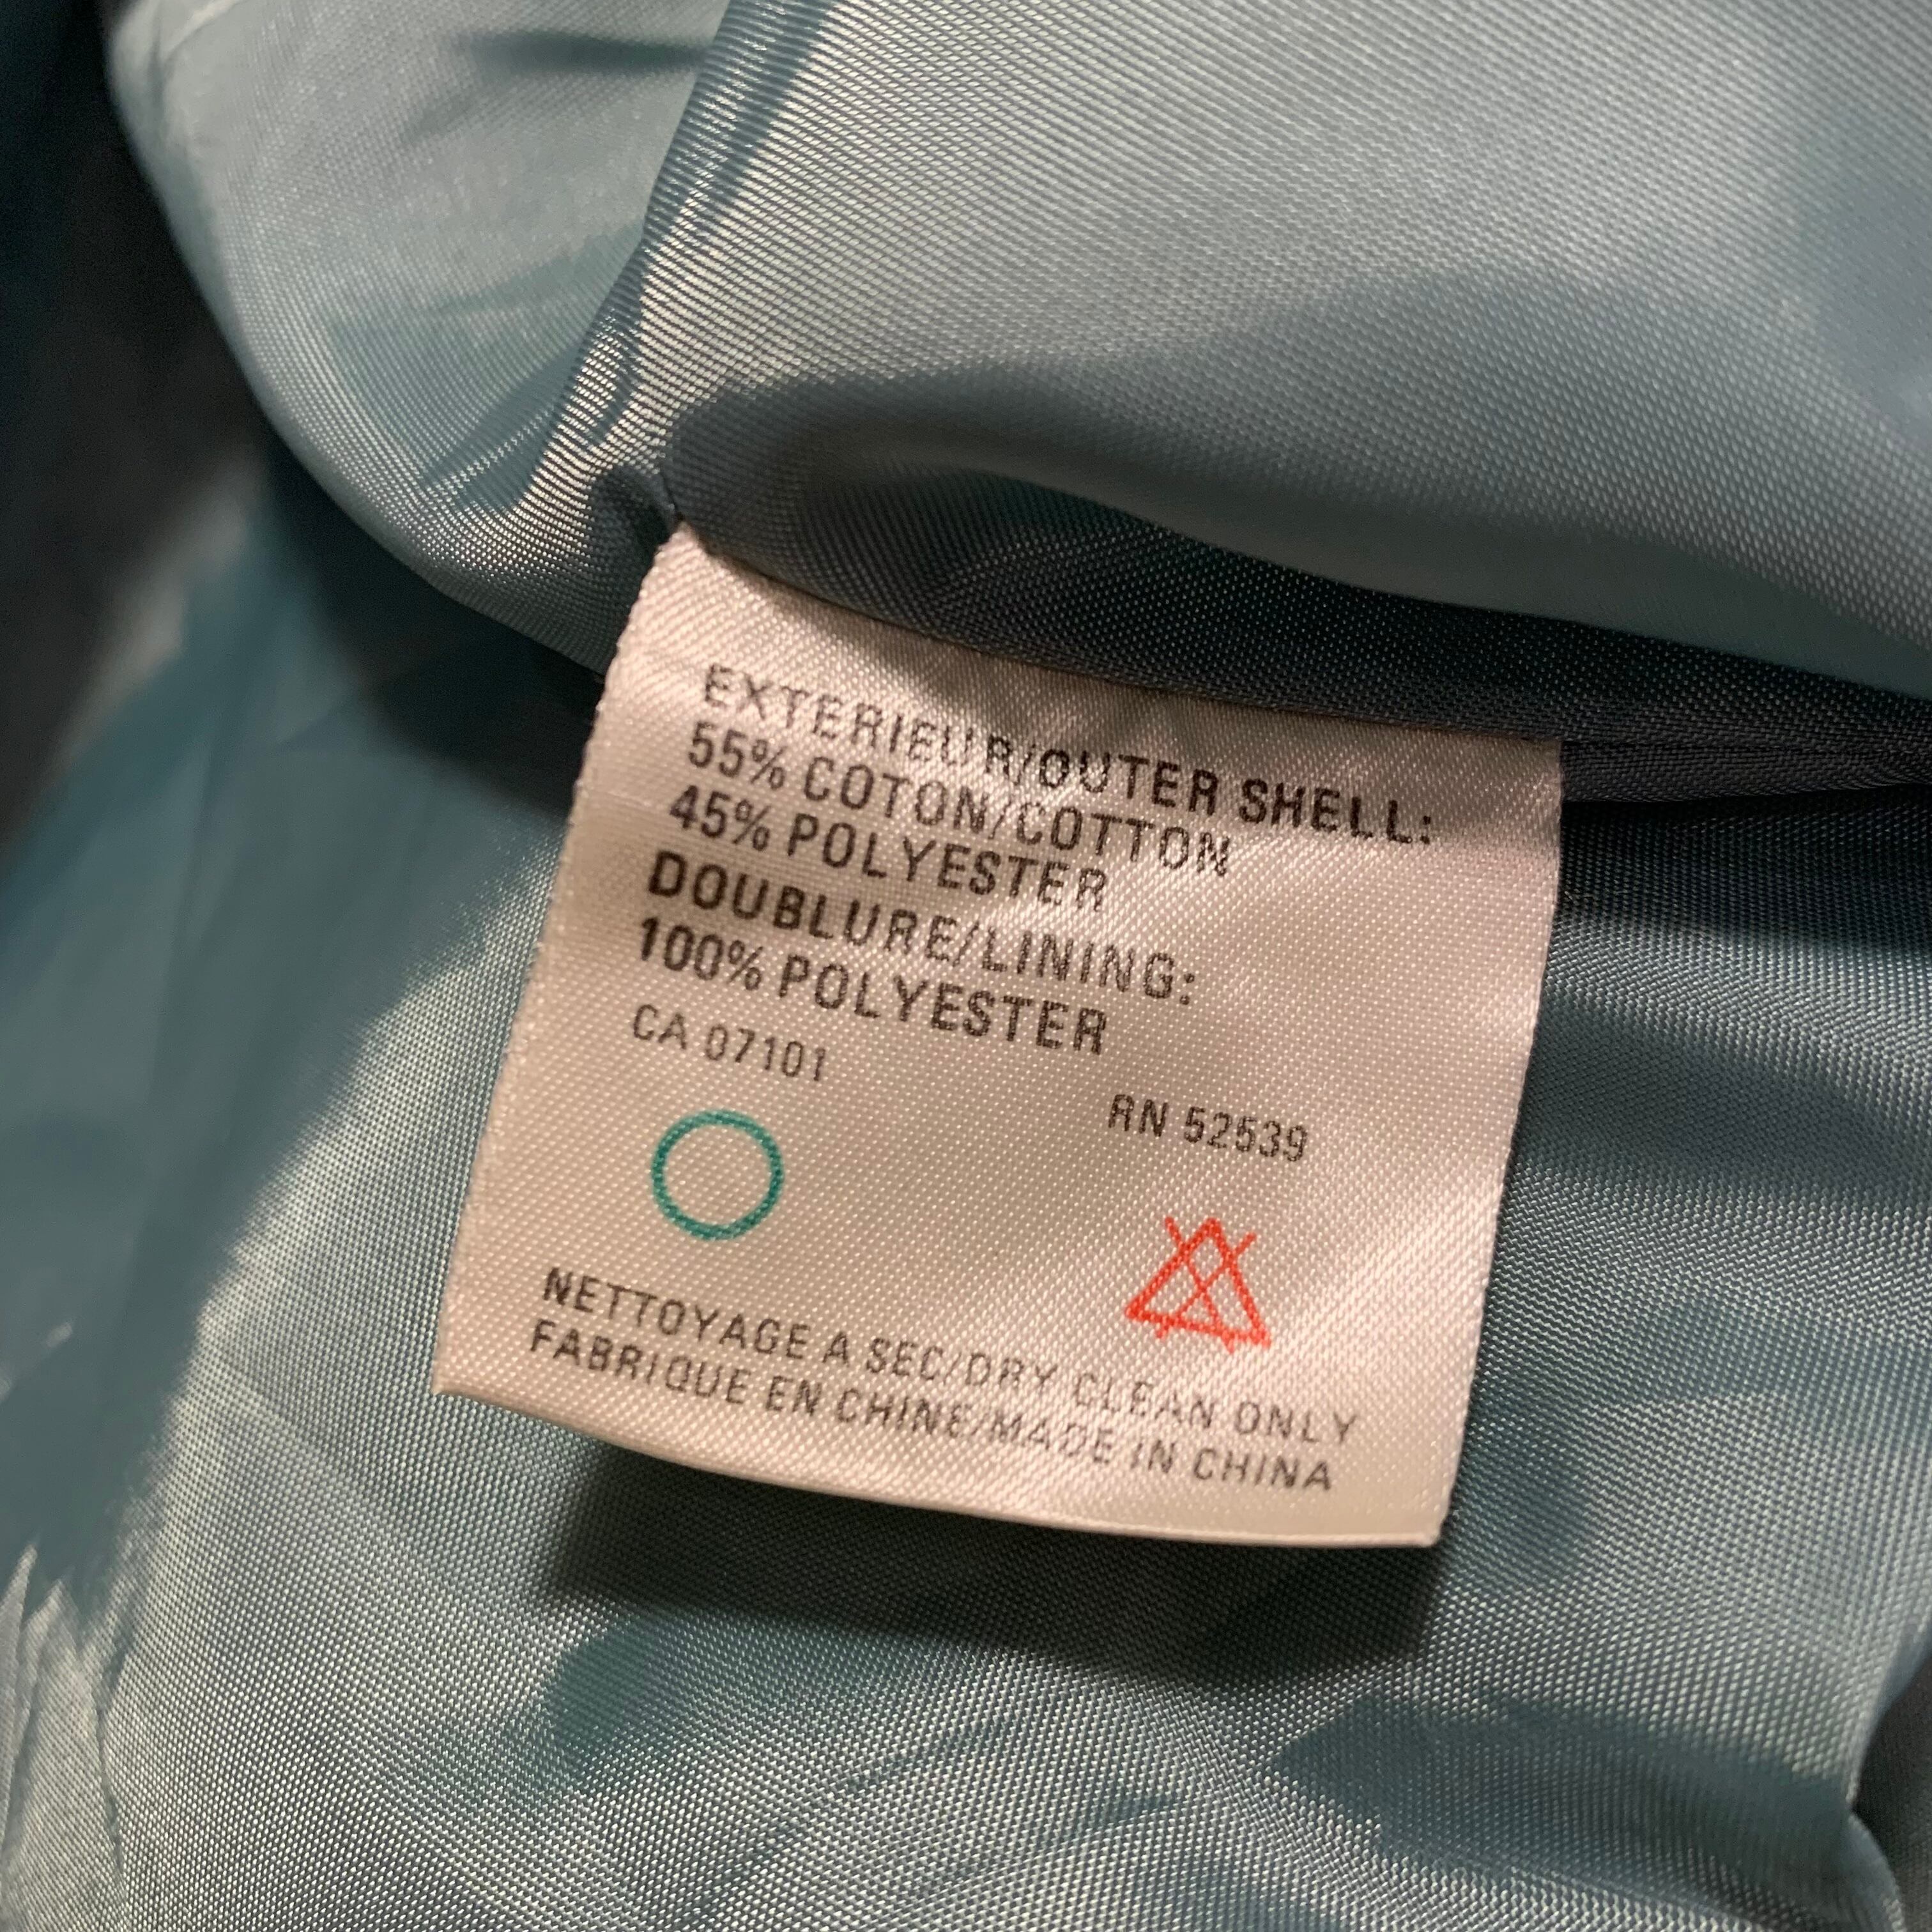 EXTERIEUR/OUTER SHELL:
55% COTON/COTTON
45% POLYESTER
DOUBLURE/LINING:
100% POLYESTER
CA 07101
RN 52539
NETTOYAGE A SEC/DRY CLEAN ONLY
FABRIQUE EN CHINE/MADE IN CHINA